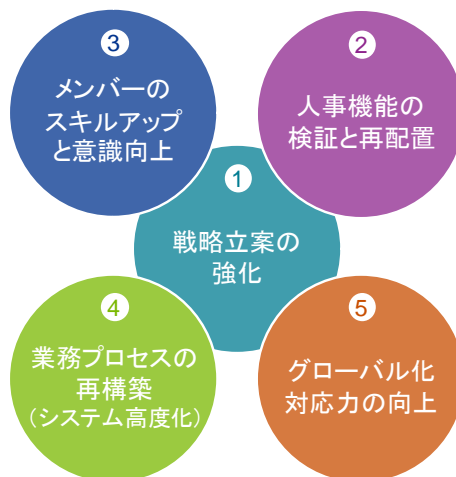 3
メンバーの
スキルアップ
と意識向上
2
人事機能の
検証と再配置
1
戦略立案の
強化
4
業務プロセスの
再構築
(システム高度化)
5
グローバル化
対応力の向上